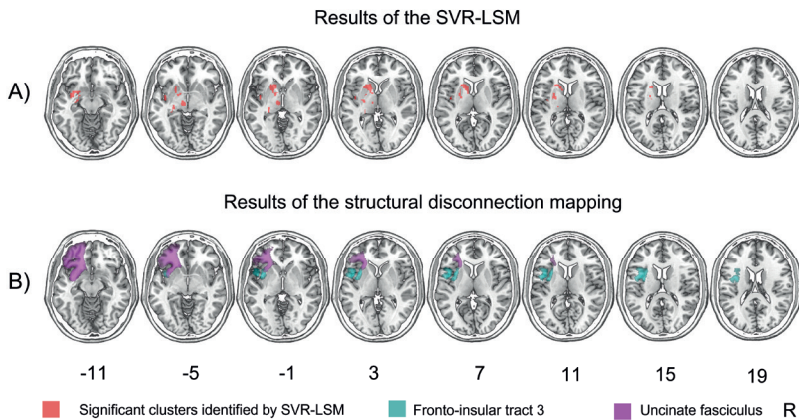 Results of the SVR-LSM
A)
Results of the structural disconnection mapping
B)
-11 -5 -1 3 7 11 15 19
Significant clusters identified by SVR-LSM Fronto-insular tract 3 Uncinate fasciculus R